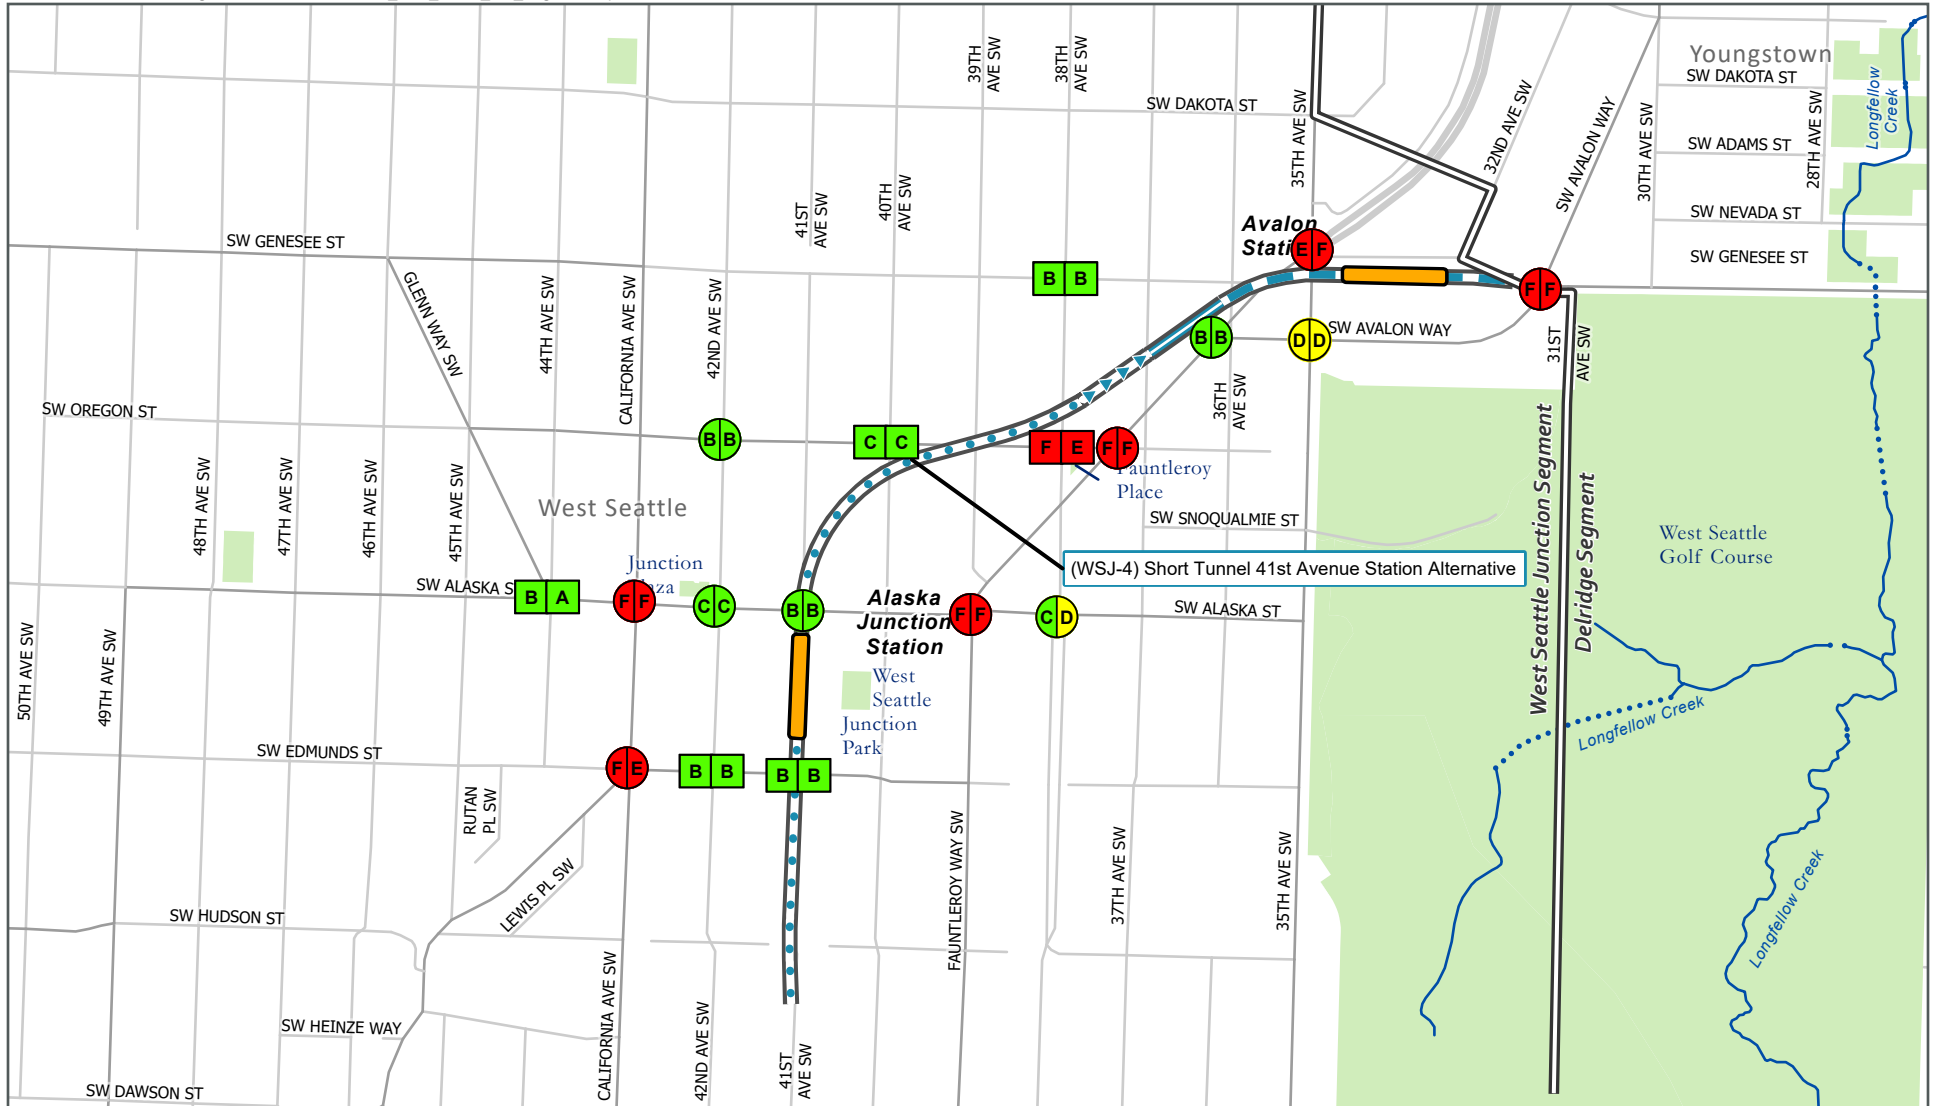 39TH
AVE SW
38TH
AVE SW
Youngstown
SW DAKOTA ST
SW DAKOTA ST
35TH AVE SW
32ND AVE SW
SW AVALON WAY
30TH AVE SW
28TH AVE SW
Longfellow
Creek
SW ADAMS ST
41ST
AVE SW
40TH
AVE SW
SW NEVADA ST
SW GENESEE ST
Avalon
Stati
E F
SW GENESEE ST
B B
F F
GLENN WAY SW
44TH AVE SW
CALIFORNIA AVE SW
42ND AVE SW
B B
D D
SW AVALON WAY
31ST
AVE SW
36TH
AVE SW
SW OREGON ST
B B
C C
F E
F F
Fauntleroy
Place
48TH AVE SW
47TH AVE SW
46TH AVE SW
45TH AVE SW
West Seattle
SW SNOQUALMIE ST
West Seattle Junction Segment
Delridge Segment
West Seattle
Golf Course
(WSJ-4) Short Tunnel 41st Avenue Station Alternative
Junction
aza
SW ALASKA S
B A
F F
C C
B B
Alaska
Junction
Station
F F
C D
SW ALASKA ST
50TH AVE SW
49TH AVE SW
West
Seattle
Junction
Park
Longfellow Creek
SW EDMUNDS ST
F E
B B
B B
RUTAN
PL SW
LEWIS PL SW
FAUNTLEROY WAY SW
37TH AVE SW
35TH AVE SW
Longfellow Creek
SW HUDSON ST
CALIFORNIA AVE SW
42ND AVE SW
41ST
AVE SW
SW HEINZE WAY
SW DAWSON ST